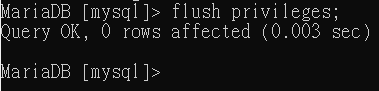 MariaDB [mysql]> flush privileges;
Query OK, 0 rows affected (0.003 sec)
MariaDB [mysql]>